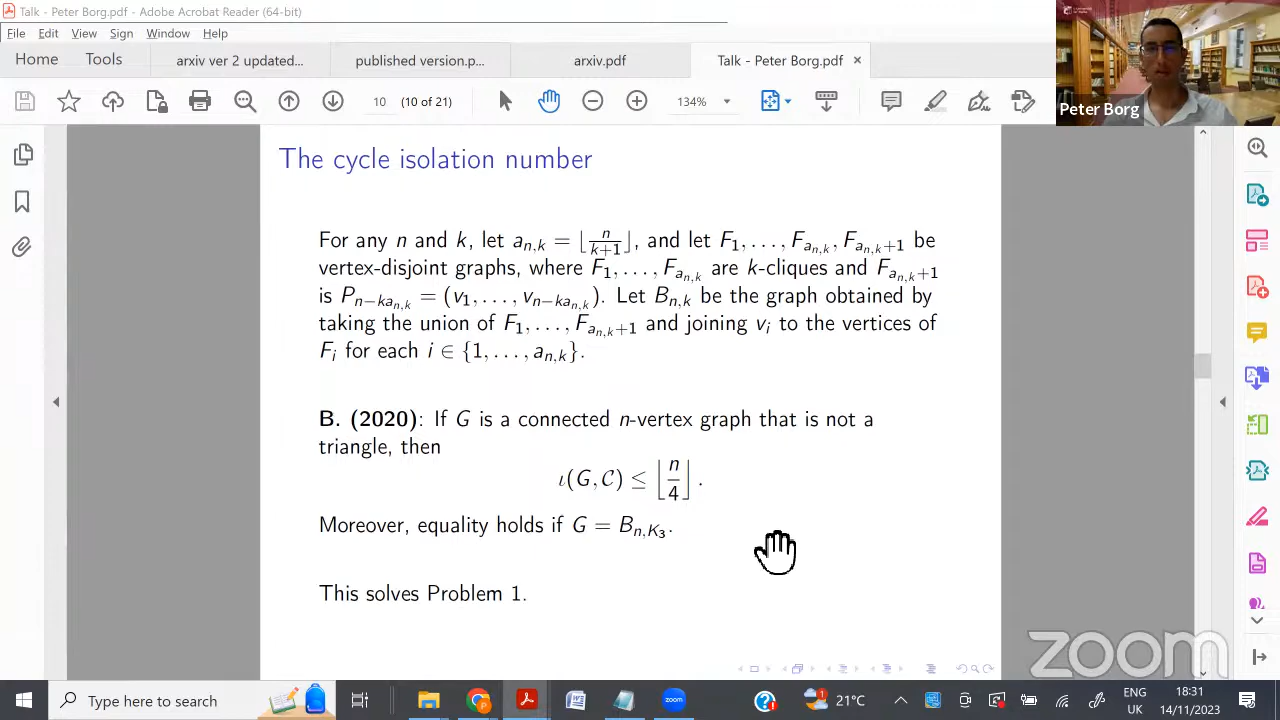 Talk - Peter Borg.pdf - Adobe Acrobat Reader (64-bit)
File Edit View Sign Window Help
Home Tools arxiv ver 2 updated... published version.p... arxiv.pdf Talk - Peter Borg.pdf ×
10 (10 of 21) 134%
Peter Borg
The cycle isolation number
For any n and k, let a_{n,k} = ⌊n/(k+1)⌋, and let F_1, . . . , F_{a_{n,k}}, F_{a_{n,k}+1} be
vertex-disjoint graphs, where F_1, . . . , F_{a_{n,k}} are k-cliques and F_{a_{n,k}+1}
is P_{n−ka_{n,k}} = (v_1, . . . , v_{n−ka_{n,k}}). Let B_{n,k} be the graph obtained by
taking the union of F_1, . . . , F_{a_{n,k}+1} and joining v_i to the vertices of
F_i for each i ∈ {1, . . . , a_{n,k}}.
B. (2020): If G is a connected n-vertex graph that is not a
triangle, then
ι(G, C) ≤ ⌊n/4⌋.
Moreover, equality holds if G = B_{n,K_3}.
This solves Problem 1.
zoom
Type here to search
zoom
1
21°C
ENG
UK
18:31
14/11/2023